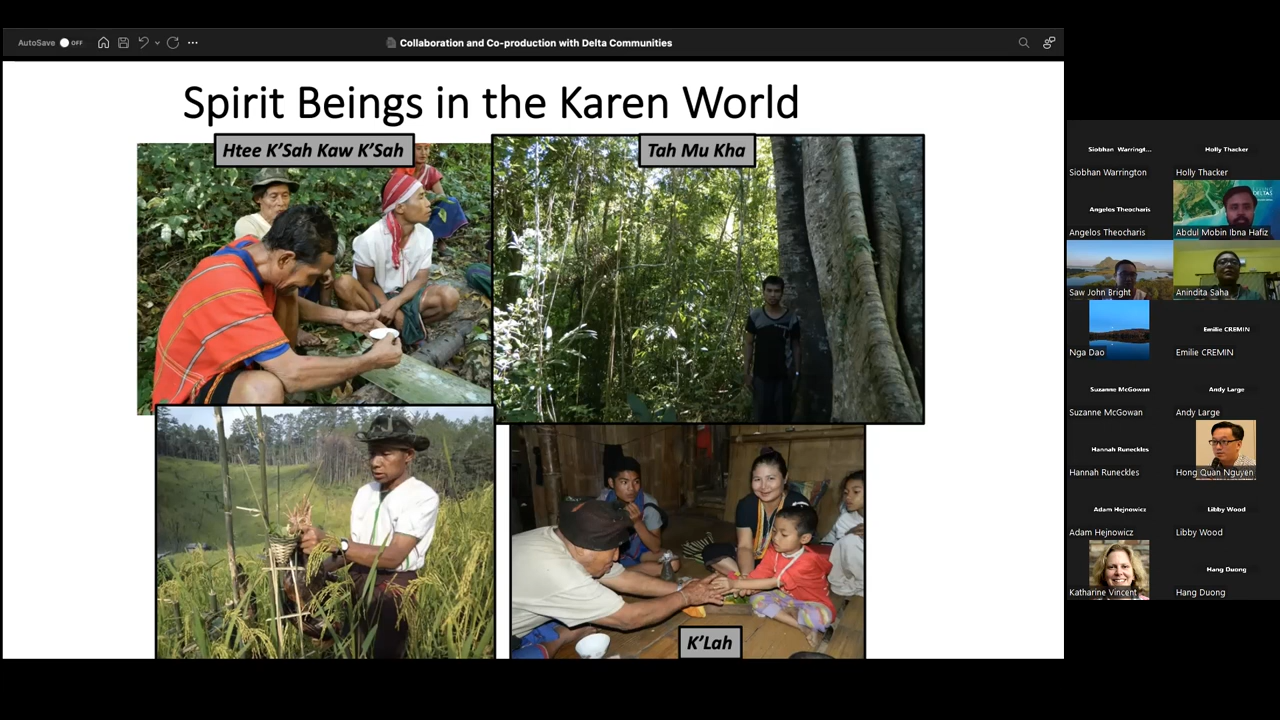 AutoSave OFF
Collaboration and Co-production with Delta Communities
Spirit Beings in the Karen World
Htee K'Sah Kaw K'Sah
Tah Mu Kha
K'Lah
Siobhan Warringt...
Holly Thacker
Siobhan Warrington
Holly Thacker
Angelos Theocharis
Angelos Theocharis
Abdul Mobin Ibna Hafiz
Saw John Bright
Anindita Saha
Emilie CREMIN
Nga Dao
Emilie CREMIN
Suzanne McGowan
Andy Large
Suzanne McGowan
Andy Large
Hannah Runeckles
Hannah Runeckles
Hong Quan Nguyen
Adam Hejnowicz
Libby Wood
Adam Hejnowicz
Libby Wood
Hang Duong
Katharine Vincent
Hang Duong